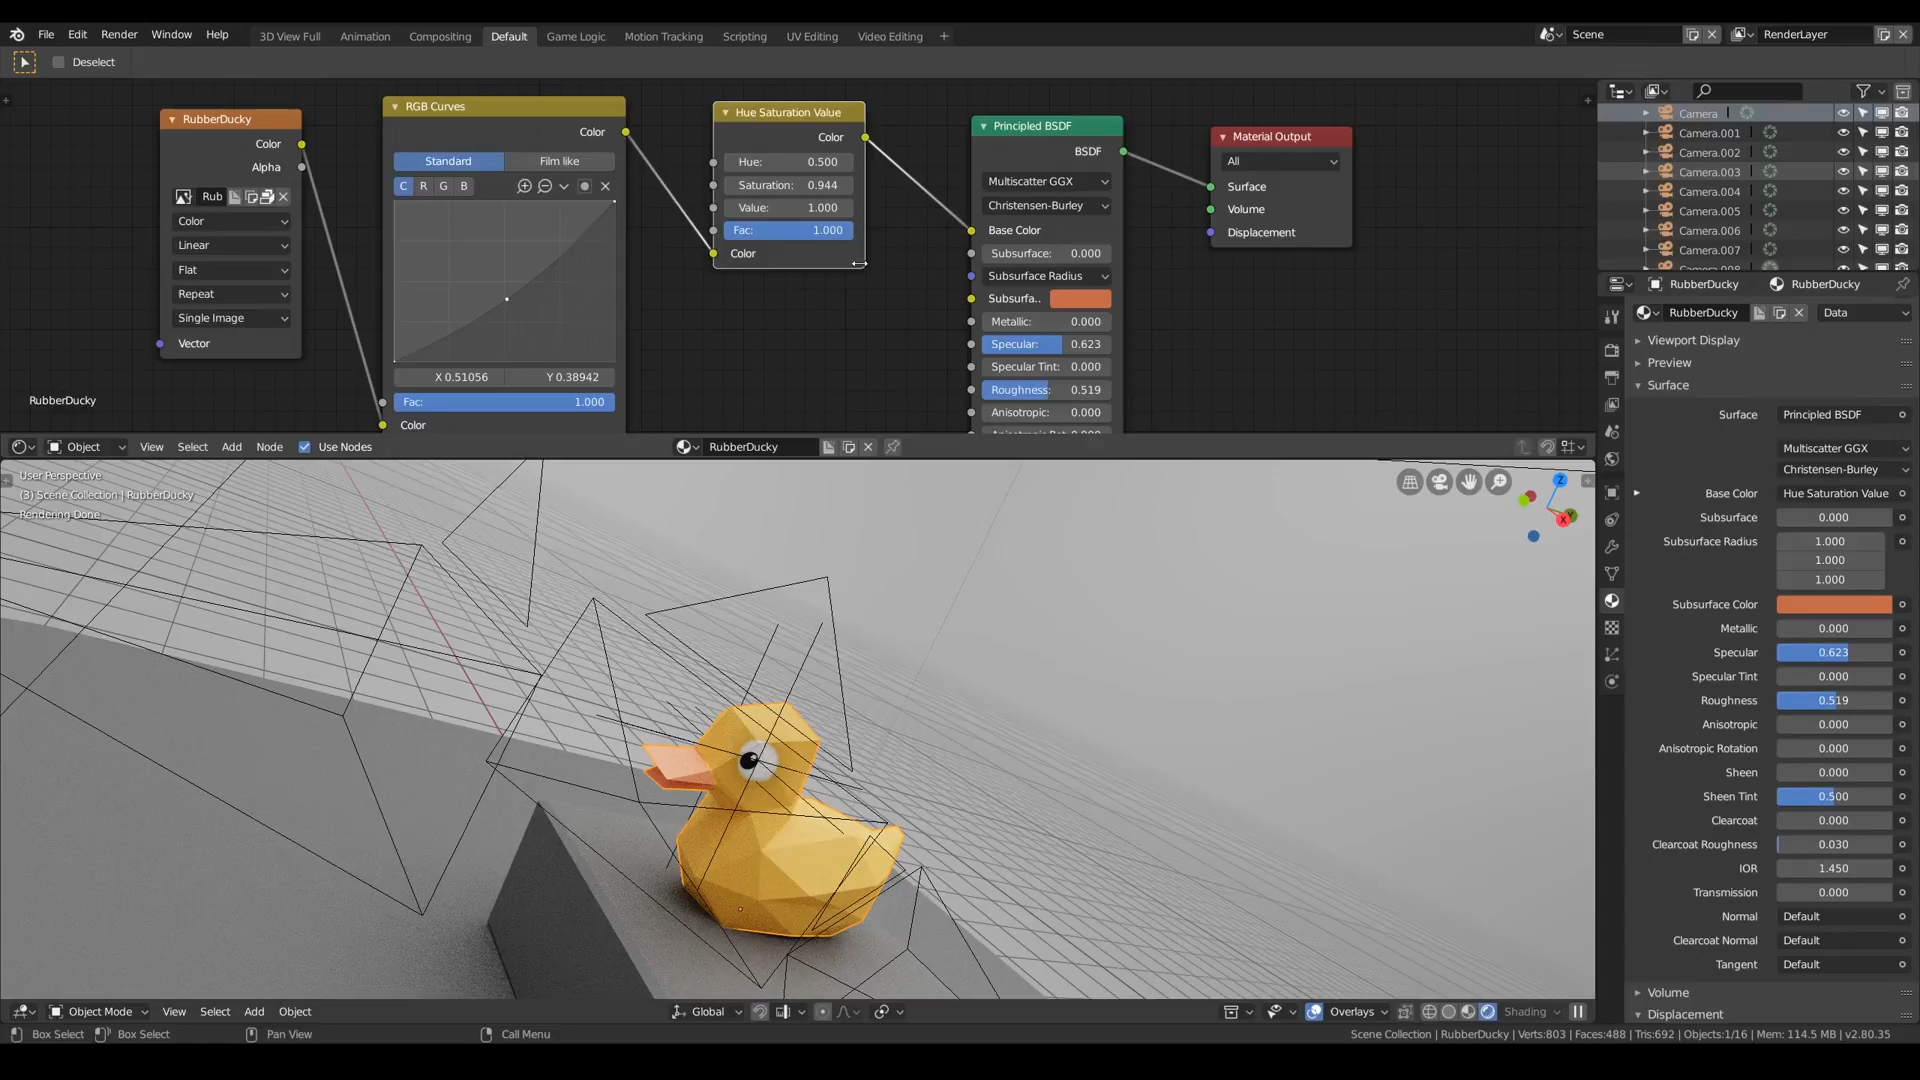 File Edit Render Window Help 3D View Full Animation Compositing Default Game Logic Motion Tracking Scripting UV Editing Video Editing + Scene RenderLayer
Deselect
RubberDucky
Color
Alpha
Rub
Color
Linear
Flat
Repeat
Single Image
Vector
RubberDucky
RGB Curves
Color
Standard Film like
C R G B
X 0.51056 Y 0.38942
Fac: 1.000
Color
Hue Saturation Value
Color
Hue: 0.500
Saturation: 0.944
Value: 1.000
Fac: 1.000
Color
Principled BSDF
BSDF
Multiscatter GGX
Christensen-Burley
Base Color
Subsurface: 0.000
Subsurface Radius
Subsurfa..
Metallic: 0.000
Specular: 0.623
Specular Tint: 0.000
Roughness: 0.519
Anisotropic: 0.000
Material Output
All
Surface
Volume
Displacement
Camera
Camera.001
Camera.002
Camera.003
Camera.004
Camera.005
Camera.006
Camera.007
RubberDucky RubberDucky
RubberDucky Data
Viewport Display
Preview
Surface
Surface Principled BSDF
Multiscatter GGX
Christensen-Burley
Base Color Hue Saturation Value
Subsurface 0.000
Subsurface Radius 1.000
1.000
1.000
Subsurface Color
Metallic 0.000
Specular 0.623
Specular Tint 0.000
Roughness 0.519
Anisotropic 0.000
Anisotropic Rotation 0.000
Sheen 0.000
Sheen Tint 0.500
Clearcoat 0.000
Clearcoat Roughness 0.030
IOR 1.450
Transmission 0.000
Normal Default
Clearcoat Normal Default
Tangent Default
Volume
Displacement
Object View Select Add Node Use Nodes RubberDucky
User Perspective
(3) Scene Collection | RubberDucky
Rendering Done
Z
Y
X
Object Mode View Select Add Object Global Overlays Shading
Box Select Box Select Pan View Call Menu Scene Collection | RubberDucky | Verts:803 | Faces:488 | Tris:692 | Objects:1/16 | Mem: 114.5 MB | v2.80.35